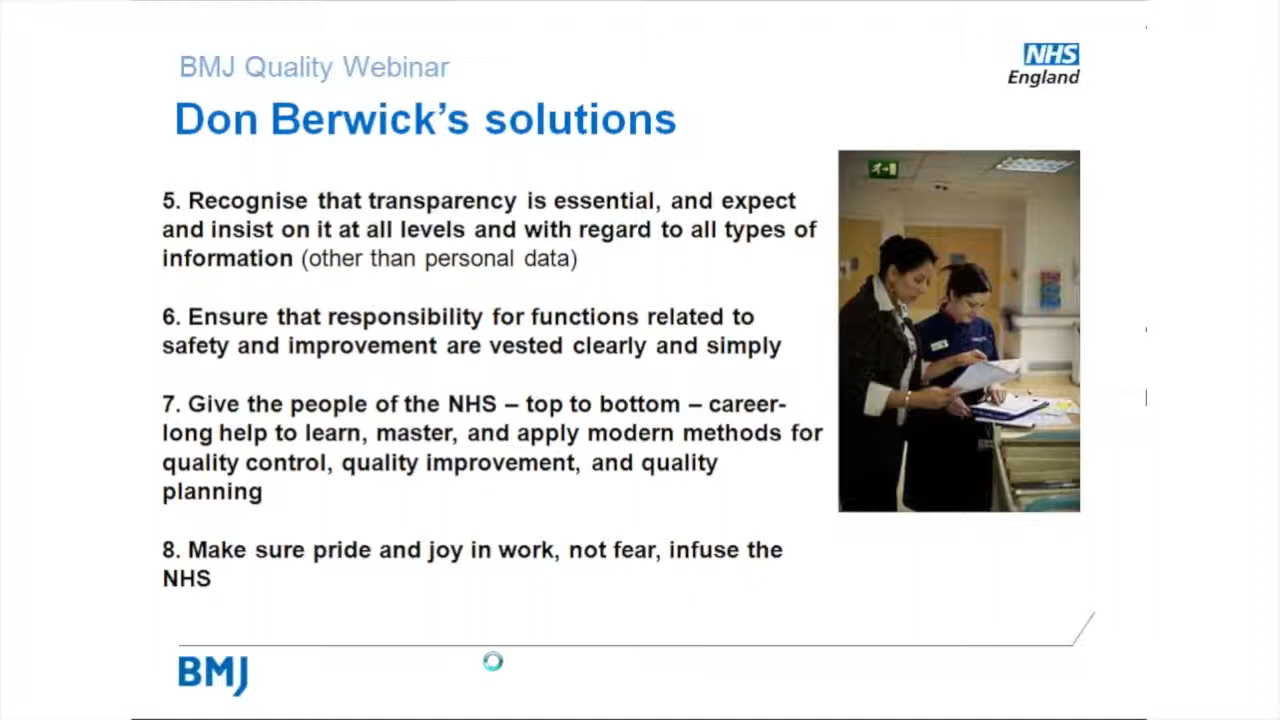 BMJ Quality Webinar
NHS
England
Don Berwick's solutions
5. Recognise that transparency is essential, and expect
and insist on it at all levels and with regard to all types of
information (other than personal data)
6. Ensure that responsibility for functions related to
safety and improvement are vested clearly and simply
7. Give the people of the NHS – top to bottom – career-
long help to learn, master, and apply modern methods for
quality control, quality improvement, and quality
planning
8. Make sure pride and joy in work, not fear, infuse the
NHS
BMJ